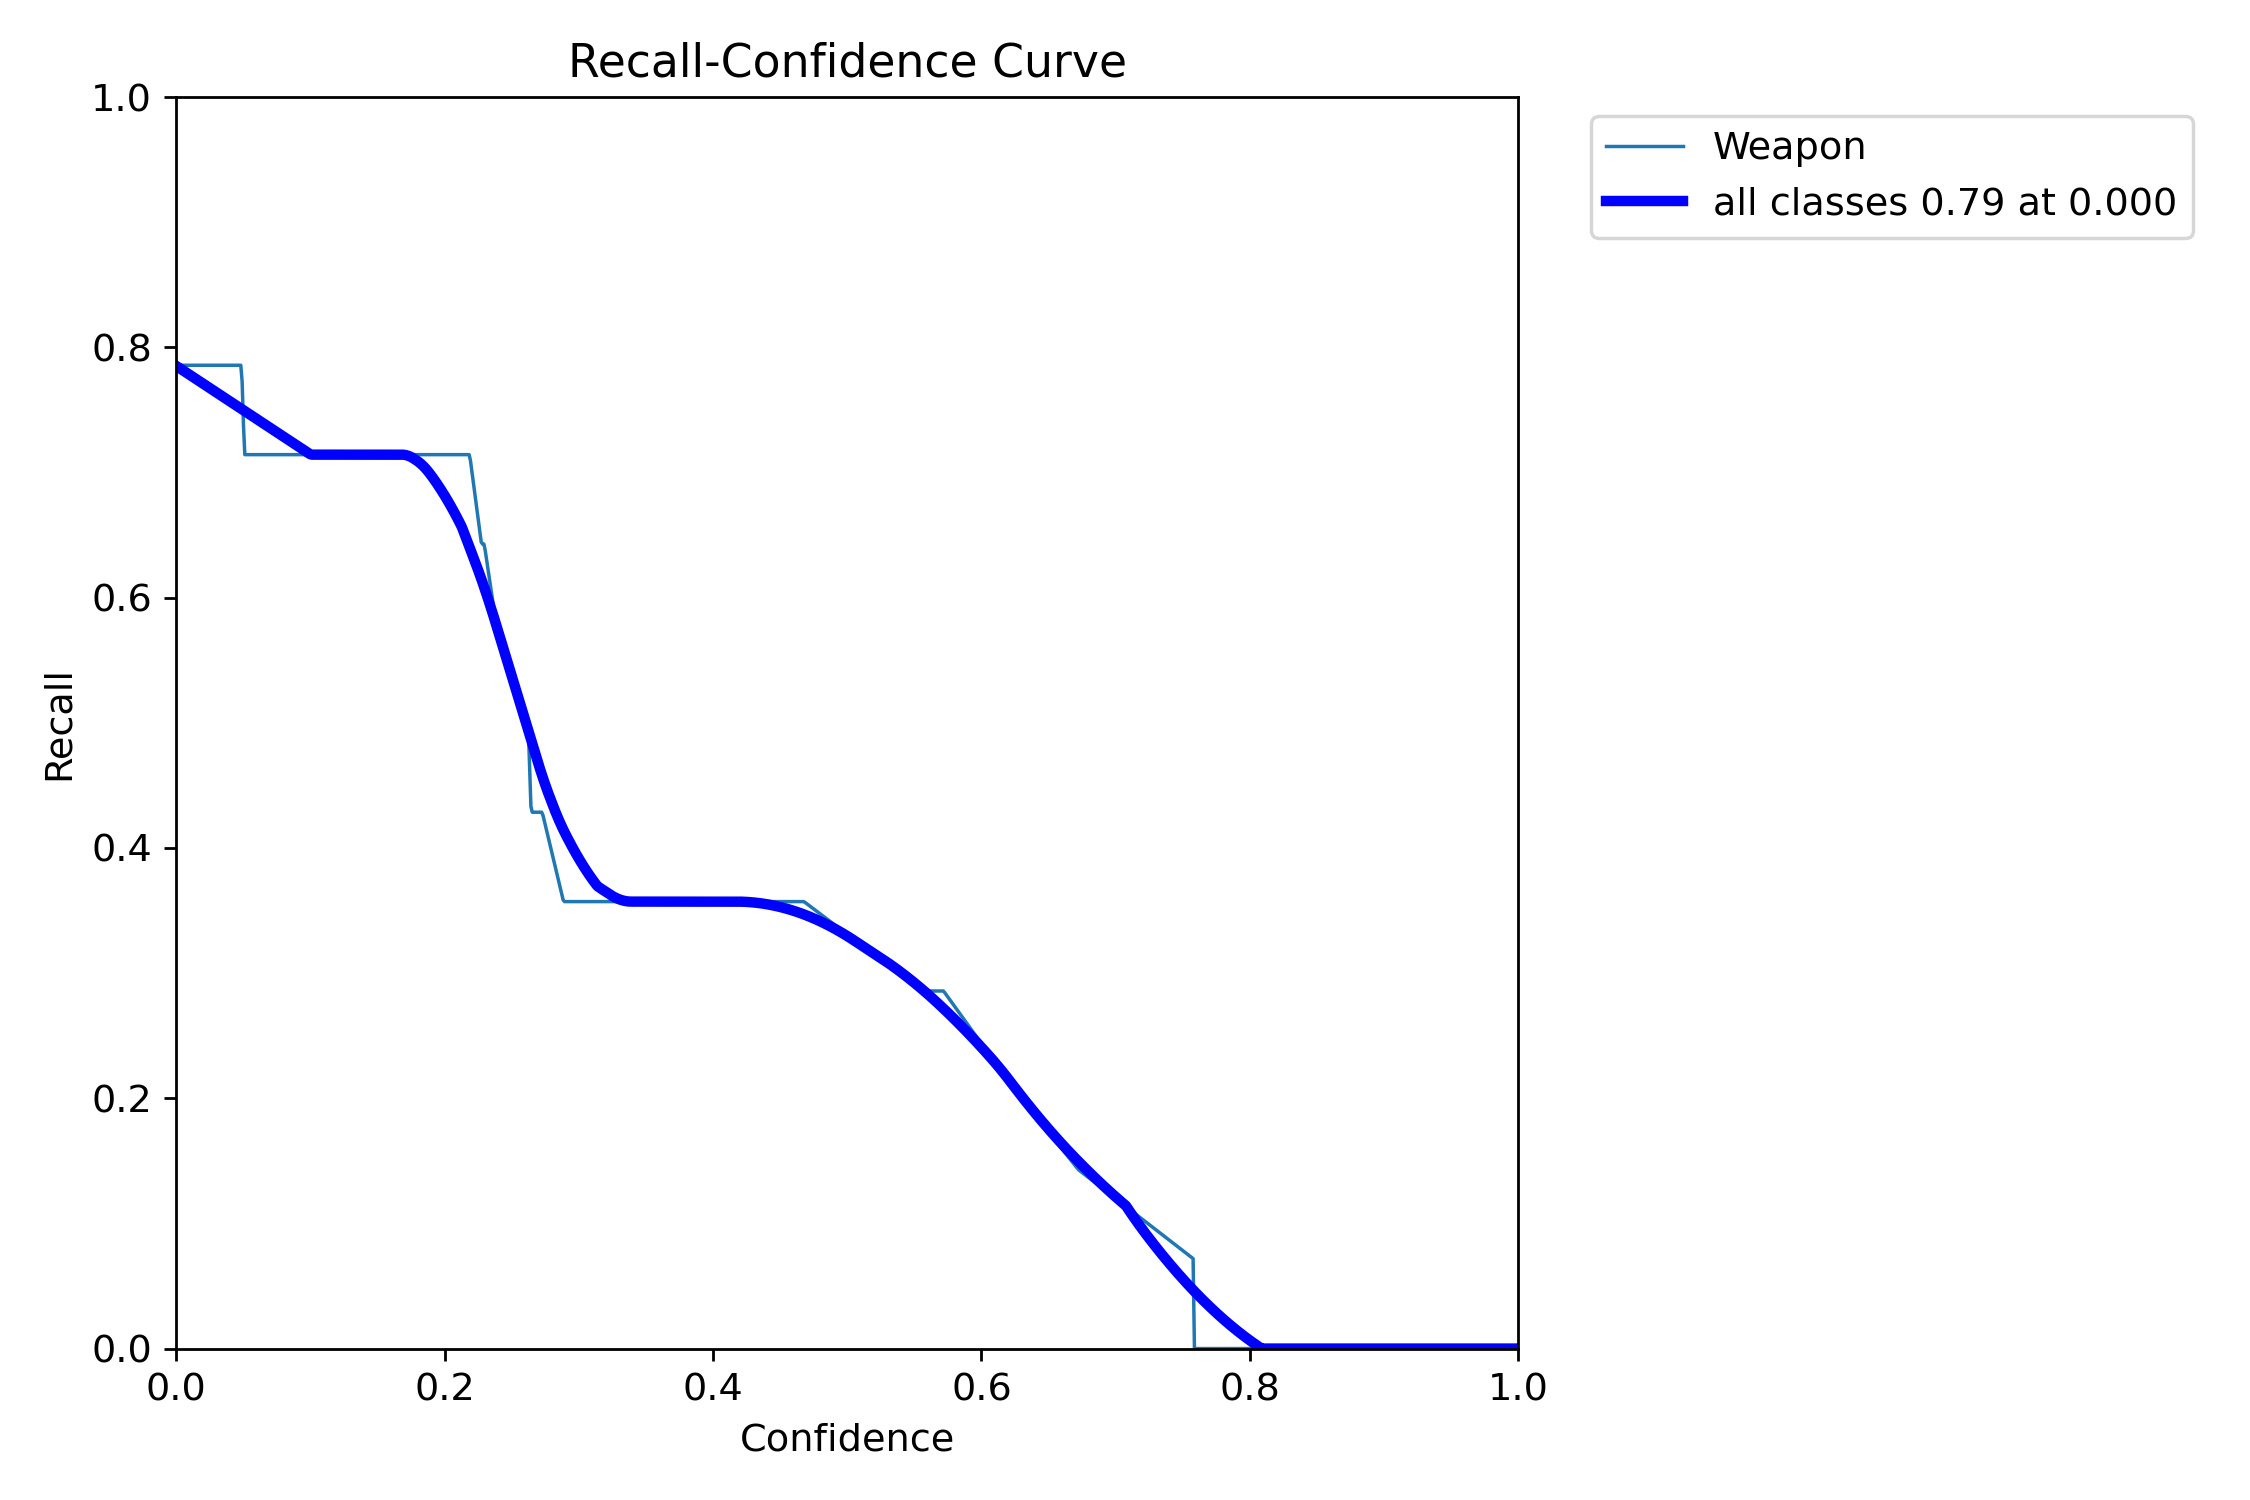 Recall-Confidence Curve
Weapon
all classes 0.79 at 0.000
1.0
0.8
0.6
0.4
0.2
0.0
Recall
0.0 0.2 0.4 0.6 0.8 1.0
Confidence